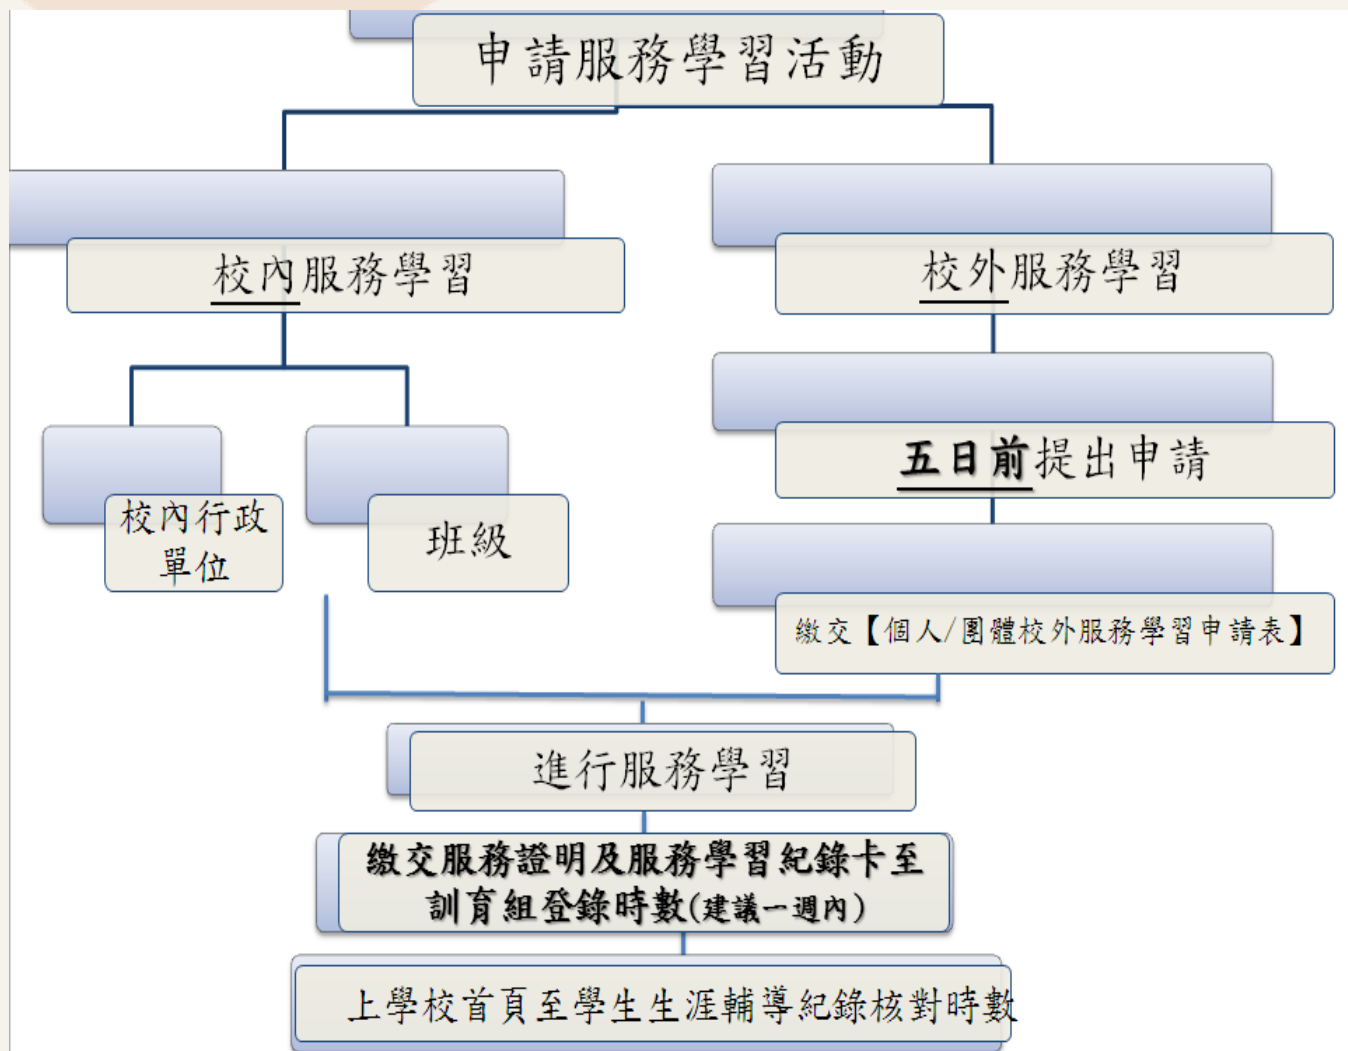 申請服務學習活動
校內服務學習
校外服務學習
五日前提出申請
校內行政
單位
班級
繳交【個人/團體校外服務學習申請表】
進行服務學習
繳交服務證明及服務學習紀錄卡至
訓育組登錄時數(建議一週內)
上學校首頁至學生生涯輔導紀錄核對時數